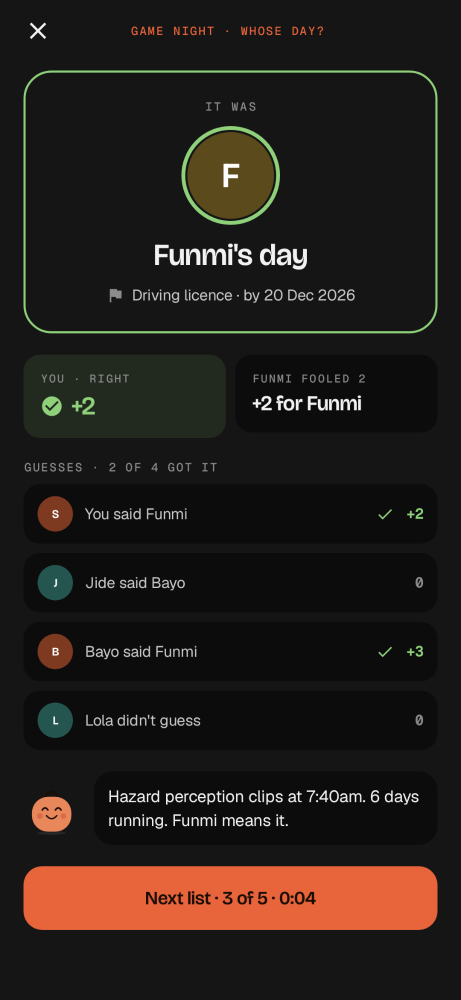 GAME NIGHT · WHOSE DAY?
IT WAS
F
Funmi's day
Driving licence · by 20 Dec 2026
YOU · RIGHT
+2
FUNMI FOOLED 2
+2 for Funmi
GUESSES · 2 OF 4 GOT IT
S You said Funmi +2
J Jide said Bayo 0
B Bayo said Funmi +3
L Lola didn't guess 0
Hazard perception clips at 7:40am. 6 days
running. Funmi means it.
Next list · 3 of 5 · 0:04